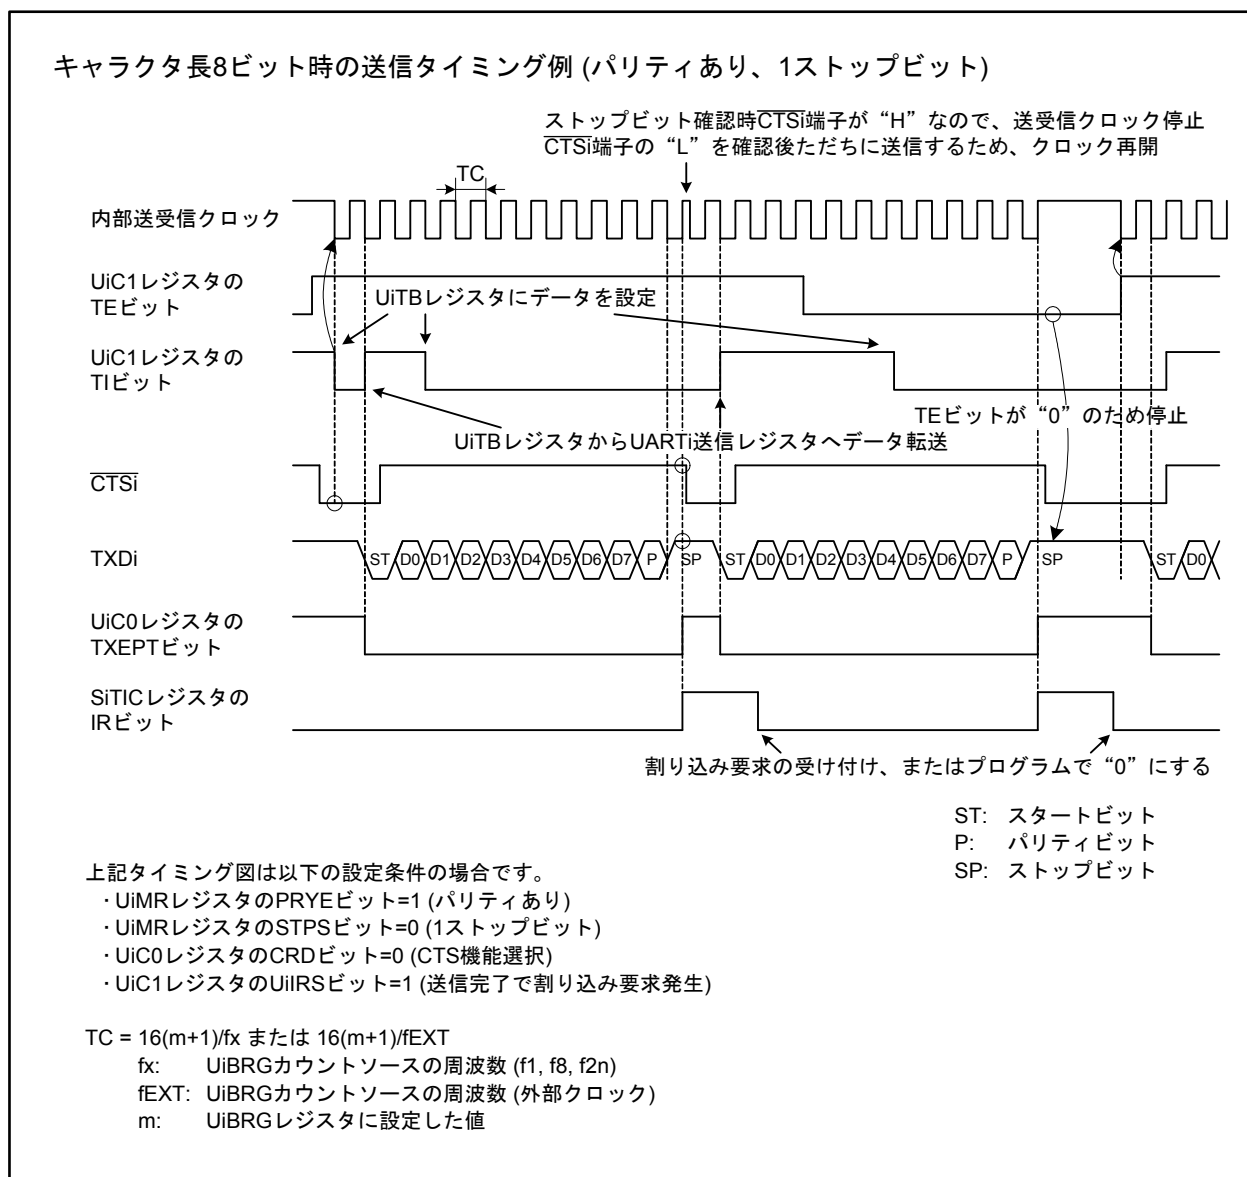 キャラクタ長8ビット時の送信タイミング例 (パリティあり、1ストップビット)
ストップビット確認時CTSi端子が“H”なので、送受信クロック停止
CTSi端子の“L”を確認後ただちに送信するため、クロック再開
TC
内部送受信クロック
UiC1レジスタの
TEビット
UiTBレジスタにデータを設定
UiC1レジスタの
TIビット
TEビットが“0”のため停止
UiTBレジスタからUARTi送信レジスタへデータ転送
CTSi
TXDi
ST D0 D1 D2 D3 D4 D5 D6 D7 P SP ST D0 D1 D2 D3 D4 D5 D6 D7 P SP ST D0
UiC0レジスタの
TXEPTビット
SiTICレジスタの
IRビット
割り込み要求の受け付け、またはプログラムで“0”にする
ST: スタートビット
P: パリティビット
SP: ストップビット
上記タイミング図は以下の設定条件の場合です。
・UiMRレジスタのPRYEビット=1 (パリティあり)
・UiMRレジスタのSTPSビット=0 (1ストップビット)
・UiC0レジスタのCRDビット=0 (CTS機能選択)
・UiC1レジスタのUiIRSビット=1 (送信完了で割り込み要求発生)
TC = 16(m+1)/fx または 16(m+1)/fEXT
fx: UiBRGカウントソースの周波数 (f1, f8, f2n)
fEXT: UiBRGカウントソースの周波数 (外部クロック)
m: UiBRGレジスタに設定した値